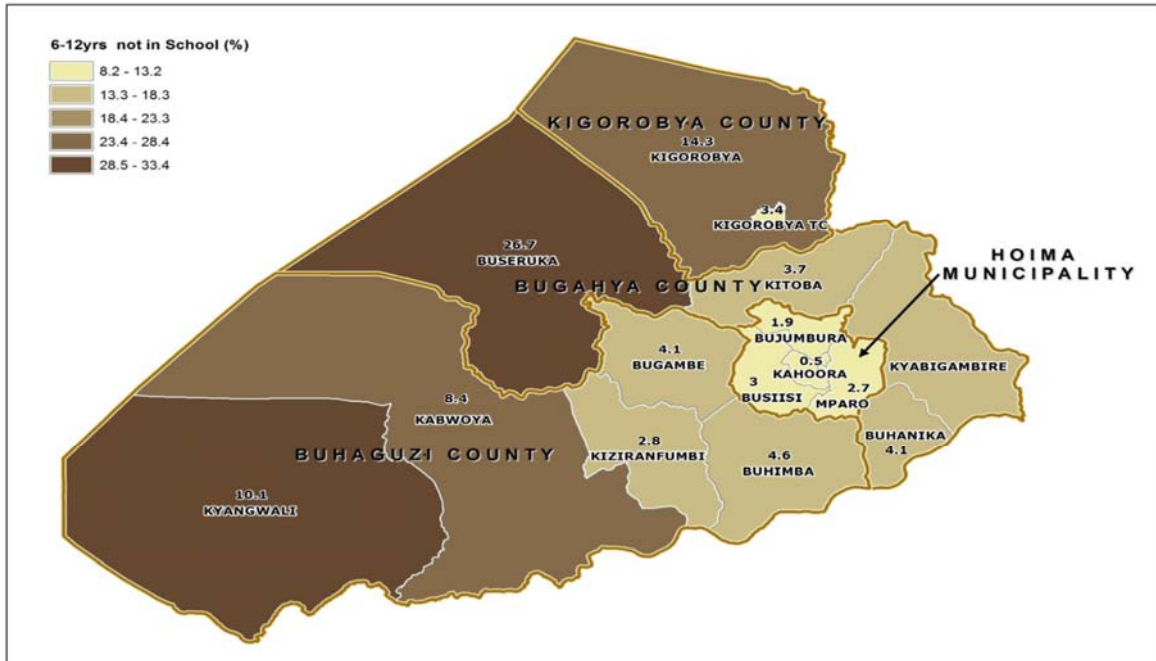 6-12yrs not in School (%)
8.2 - 13.2
13.3 - 18.3
18.4 - 23.3
23.4 - 28.4
28.5 - 33.4
KIGOROBYA COUNTY
14.3
KIGOROBYA
3.4
KIGOROBYA TC
26.7
BUSERUKA
BUGAHYA COUNTY
3.7
KITOBA
HOIMA
MUNICIPALITY
1.9
BUJUMBURA
4.1
BUGAMBE
0.5
KAHOORA
KYABIGAMBIRE
3
BUSIISI
2.7
MPARO
8.4
KABWOYA
BUHAGUZI COUNTY
2.8
KIZIRANFUMBI
4.6
BUHIMBA
BUHANIKA
4.1
10.1
KYANGWALI